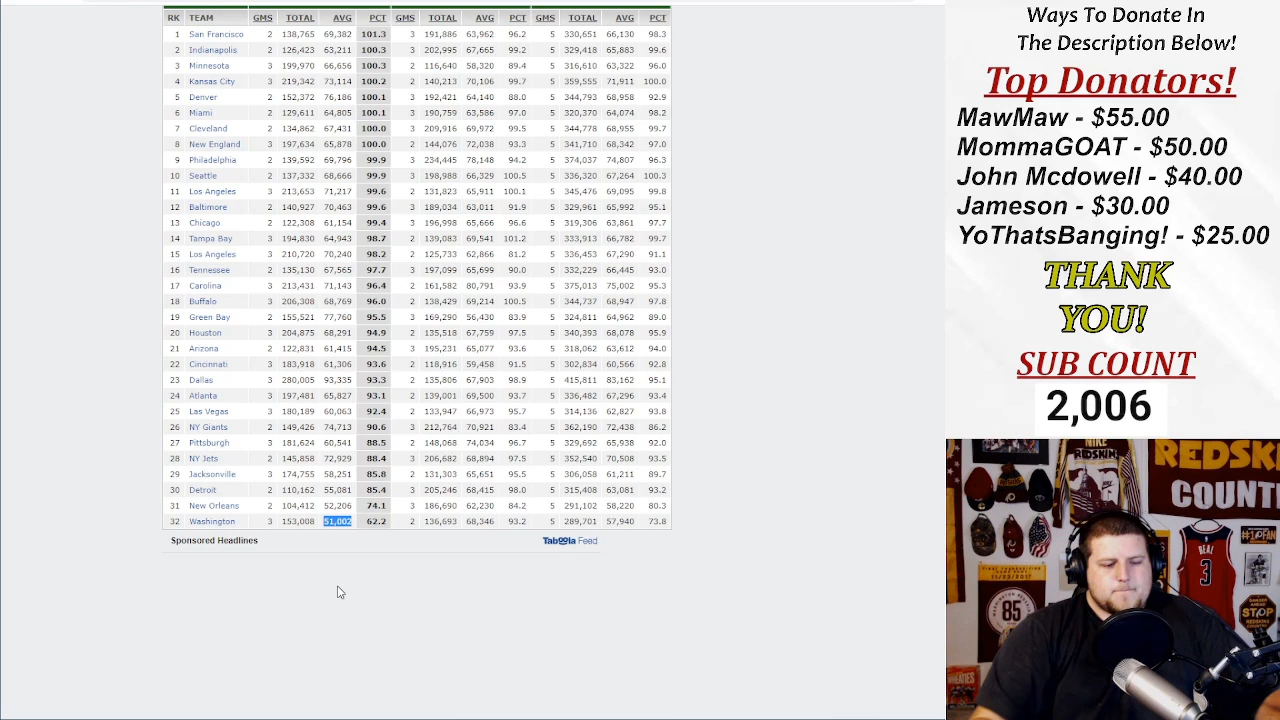 RK TEAM GMS TOTAL AVG PCT GMS TOTAL AVG PCT GMS TOTAL AVG PCT
1 San Francisco 2 138,765 69,382 101.3 3 191,886 63,962 96.2 5 330,651 66,130 98.3
2 Indianapolis 2 126,423 63,211 100.3 3 202,995 67,665 99.2 5 329,418 65,883 99.6
3 Minnesota 3 199,970 66,656 100.3 2 116,640 58,320 89.4 5 316,610 63,322 96.0
4 Kansas City 3 219,342 73,114 100.2 2 140,213 70,106 99.7 5 359,555 71,911 100.0
5 Denver 2 152,372 76,186 100.1 3 192,421 64,140 88.0 5 344,793 68,958 92.9
6 Miami 2 129,611 64,805 100.1 3 190,759 63,586 97.0 5 320,370 64,074 98.2
7 Cleveland 2 134,862 67,431 100.0 3 209,916 69,972 99.5 5 344,778 68,955 99.7
8 New England 3 197,634 65,878 100.0 2 144,076 72,038 93.3 5 341,710 68,342 97.0
9 Philadelphia 2 139,592 69,796 99.9 3 234,445 78,148 94.2 5 374,037 74,807 96.3
10 Seattle 2 137,332 68,666 99.9 3 198,988 66,329 100.5 5 336,320 67,264 100.3
11 Los Angeles 3 213,653 71,217 99.6 2 131,823 65,911 100.1 5 345,476 69,095 99.8
12 Baltimore 2 140,927 70,463 99.6 3 189,034 63,011 91.9 5 329,961 65,992 95.1
13 Chicago 2 122,308 61,154 99.4 3 196,998 65,666 96.6 5 319,306 63,861 97.7
14 Tampa Bay 3 194,830 64,943 98.7 2 139,083 69,541 101.2 5 333,913 66,782 99.7
15 Los Angeles 3 210,720 70,240 98.2 2 125,733 62,866 81.2 5 336,453 67,290 91.1
16 Tennessee 2 135,130 67,565 97.7 3 197,099 65,699 90.0 5 332,229 66,445 93.0
17 Carolina 3 213,431 71,143 96.4 2 161,582 80,791 93.9 5 375,013 75,002 95.3
18 Buffalo 3 206,308 68,769 96.0 2 138,429 69,214 100.5 5 344,737 68,947 97.8
19 Green Bay 2 155,521 77,760 95.5 3 169,290 56,430 83.9 5 324,811 64,962 89.0
20 Houston 3 204,875 68,291 94.9 2 135,518 67,759 97.5 5 340,393 68,078 95.9
21 Arizona 2 122,831 61,415 94.5 3 195,231 65,077 93.6 5 318,062 63,612 94.0
22 Cincinnati 3 183,918 61,306 93.6 2 118,916 59,458 91.5 5 302,834 60,566 92.8
23 Dallas 3 280,005 93,335 93.3 2 135,806 67,903 98.9 5 415,811 83,162 95.1
24 Atlanta 3 197,481 65,827 93.1 2 139,001 69,500 93.7 5 336,482 67,296 93.4
25 Las Vegas 3 180,189 60,063 92.4 2 133,947 66,973 95.7 5 314,136 62,827 93.8
26 NY Giants 2 149,426 74,713 90.6 3 212,764 70,921 83.4 5 362,190 72,438 86.2
27 Pittsburgh 3 181,624 60,541 88.5 2 148,068 74,034 96.7 5 329,692 65,938 92.0
28 NY Jets 2 145,858 72,929 88.4 3 206,682 68,894 97.5 5 352,540 70,508 93.5
29 Jacksonville 3 174,755 58,251 85.8 2 131,303 65,651 95.5 5 306,058 61,211 89.7
30 Detroit 2 110,162 55,081 85.4 3 205,246 68,415 98.0 5 315,408 63,081 93.2
31 New Orleans 2 104,412 52,206 74.1 3 186,690 62,230 84.2 5 291,102 58,220 80.3
32 Washington 3 153,008 51,002 62.2 2 136,693 68,346 93.2 5 289,701 57,940 73.8
Sponsored Headlines
Taboola Feed
Ways To Donate In
The Description Below!
Top Donators!
MawMaw - $55.00
MommaGOAT - $50.00
John Mcdowell - $40.00
Jameson - $30.00
YoThatsBanging! - $25.00
THANK
YOU!
SUB COUNT
2,006
NIKE
REDSKIN
REDSKI
COUNT
85
11/23/2017
REAL
3
#1 FAN
STOP
WHEATIES